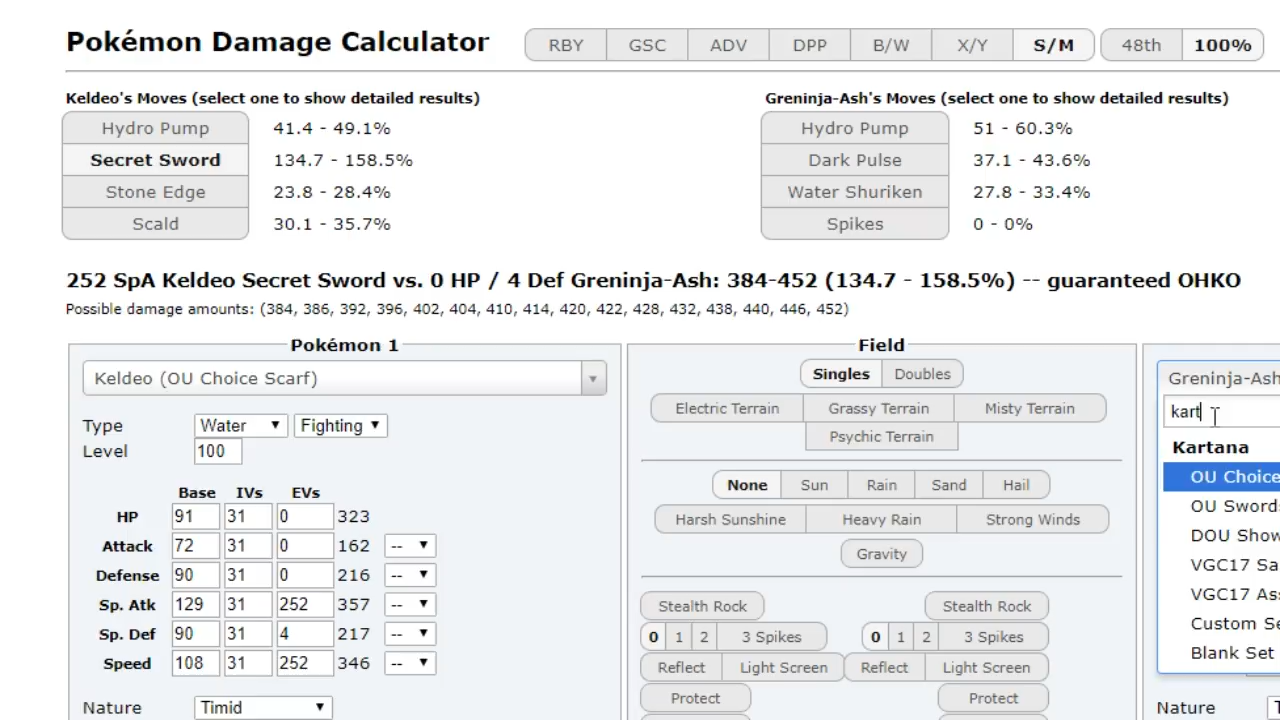 Pokémon Damage Calculator RBY GSC ADV DPP B/W X/Y S/M 48th 100%
Keldeo's Moves (select one to show detailed results) Greninja-Ash's Moves (select one to show detailed results)
Hydro Pump 41.4 - 49.1% Hydro Pump 51 - 60.3%
Secret Sword 134.7 - 158.5% Dark Pulse 37.1 - 43.6%
Stone Edge 23.8 - 28.4% Water Shuriken 27.8 - 33.4%
Scald 30.1 - 35.7% Spikes 0 - 0%
252 SpA Keldeo Secret Sword vs. 0 HP / 4 Def Greninja-Ash: 384-452 (134.7 - 158.5%) -- guaranteed OHKO
Possible damage amounts: (384, 386, 392, 396, 402, 404, 410, 414, 420, 422, 428, 432, 438, 440, 446, 452)
Pokémon 1
Keldeo (OU Choice Scarf)
Type Water Fighting
Level 100
Base IVs EVs
HP 91 31 0 323
Attack 72 31 0 162 --
Defense 90 31 0 216 --
Sp. Atk 129 31 252 357 --
Sp. Def 90 31 4 217 --
Speed 108 31 252 346 --
Nature Timid
Field
Singles Doubles
Electric Terrain Grassy Terrain Misty Terrain
Psychic Terrain
None Sun Rain Sand Hail
Harsh Sunshine Heavy Rain Strong Winds
Gravity
Stealth Rock Stealth Rock
0 1 2 3 Spikes 0 1 2 3 Spikes
Reflect Light Screen Reflect Light Screen
Protect Protect
Greninja-Ash
kart
Kartana
OU Choice
OU Swords
DOU Show
VGC17 Sa
VGC17 Ass
Custom Se
Blank Set
Nature